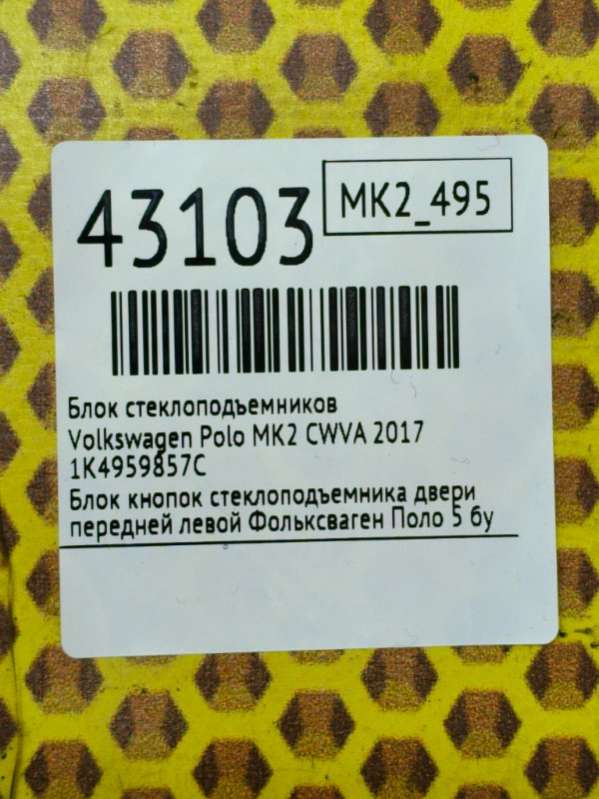 43103
MK2_495
Блок стеклоподъемников
Volkswagen Polo MK2 CWVA 2017
1K4959857C
Блок кнопок стеклоподъемника двери
передней левой Фольксваген Поло 5 бу